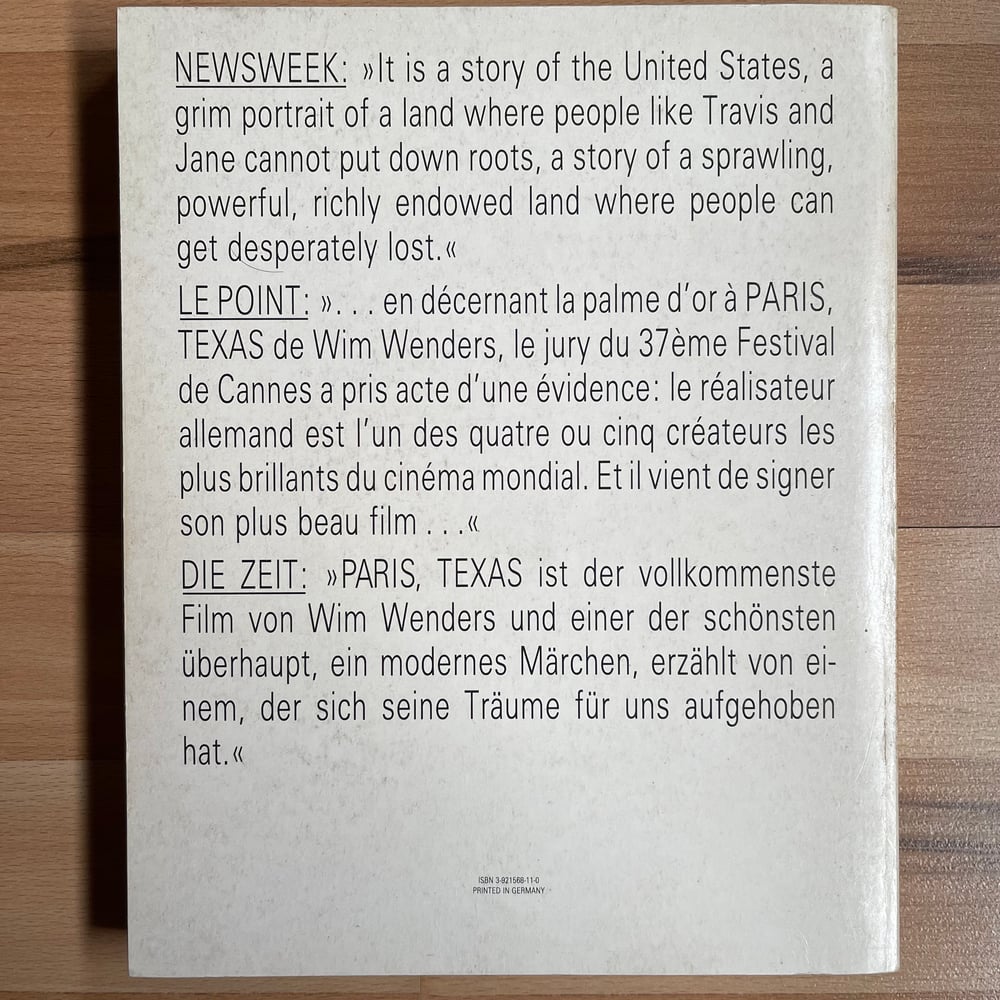 NEWSWEEK: »It is a story of the United States, a
grim portrait of a land where people like Travis and
Jane cannot put down roots, a story of a sprawling,
powerful, richly endowed land where people can
get desperately lost.«
LE POINT: ». . . en décernant la palme d'or à PARIS,
TEXAS de Wim Wenders, le jury du 37ème Festival
de Cannes a pris acte d'une évidence: le réalisateur
allemand est l'un des quatre ou cinq créateurs les
plus brillants du cinéma mondial. Et il vient de signer
son plus beau film . . .«
DIE ZEIT: »PARIS, TEXAS ist der vollkommenste
Film von Wim Wenders und einer der schönsten
überhaupt, ein modernes Märchen, erzählt von ei-
nem, der sich seine Träume für uns aufgehoben
hat.«
ISBN 3-921568-11-0
PRINTED IN GERMANY